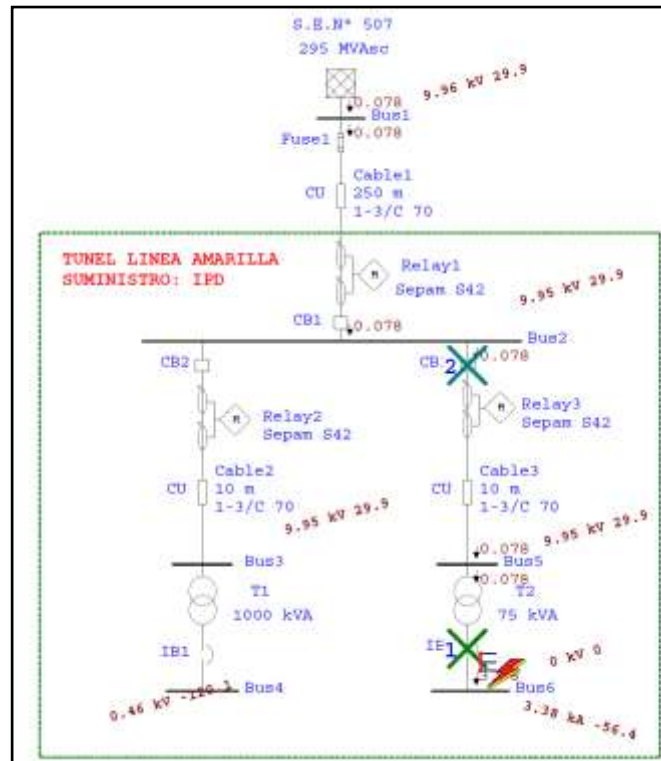 S.E.N° 507
295 MVAsc
9.96 kV 29.9
0.078
Bus1
0.078
Fuse1
Cable1
CU
250 m
1-3/C 70
TUNEL LINEA AMARILLA
SUMINISTRO: IPD
Relay1
R
Sepam S42
9.95 kV 29.9
CB1
0.078
Bus2
CB2
CB
2
0.078
Relay2
R
Sepam S42
Relay3
R
Sepam S42
Cable2
CU
10 m
1-3/C 70
Cable3
CU
10 m
1-3/C 70
9.95 kV 29.9
9.95 kV 29.9
0.078
Bus3
Bus5
0.078
T1
1000 kVA
T2
75 kVA
IB1
1
0 kV 0
Bus4
Bus6
0.46 kV
3.38 kA -56.4